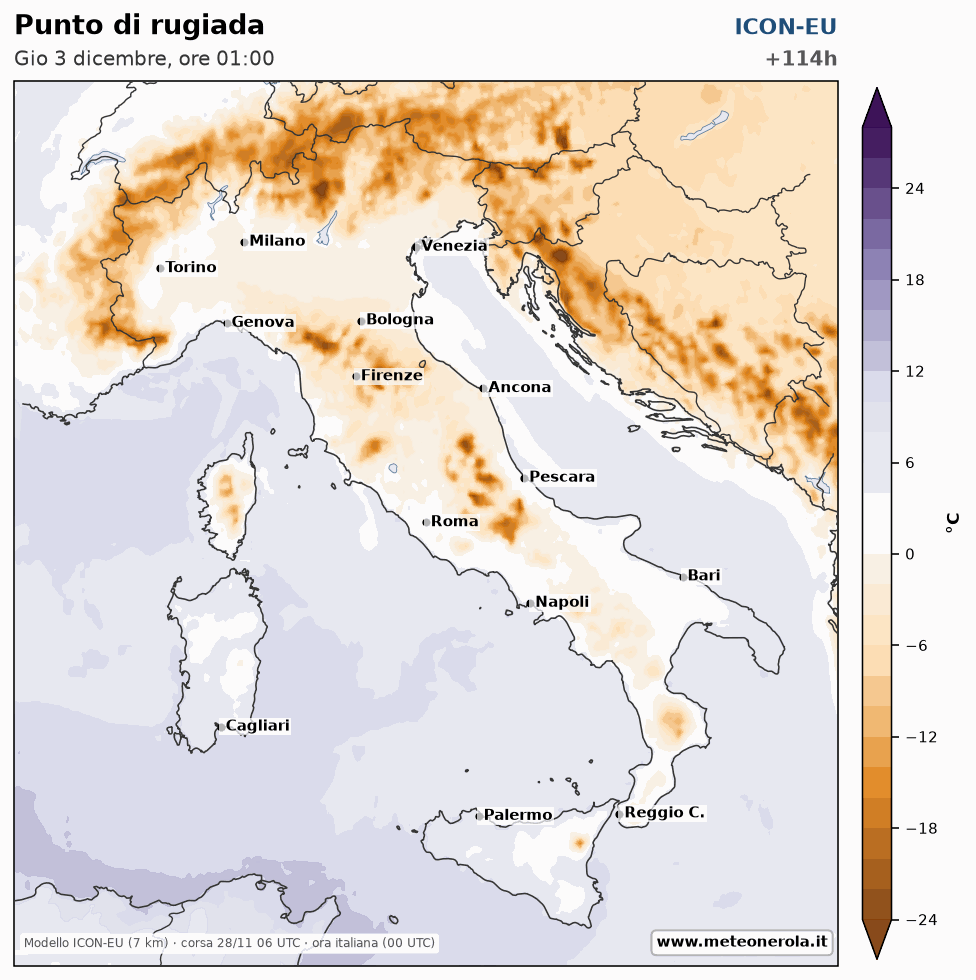 Punto di rugiada
ICON-EU
Gio 3 dicembre, ore 01:00
+114h
Milano
Venezia
Torino
Genova
Bologna
Firenze
Ancona
Pescara
Roma
Bari
Napoli
Cagliari
Palermo
Reggio C.
24
18
12
6
0
−6
−12
−18
−24
°C
Modello ICON-EU (7 km) · corsa 28/11 06 UTC · ora italiana (00 UTC)
www.meteonerola.it